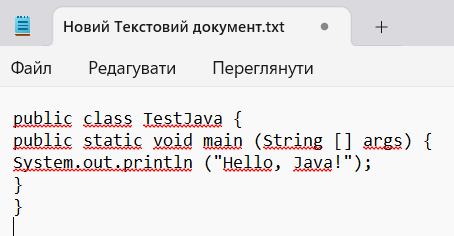 Новий Текстовий документ.txt
Файл Редагувати Переглянути
public class TestJava {
public static void main (String [] args) {
System.out.println ("Hello, Java!");
}
}